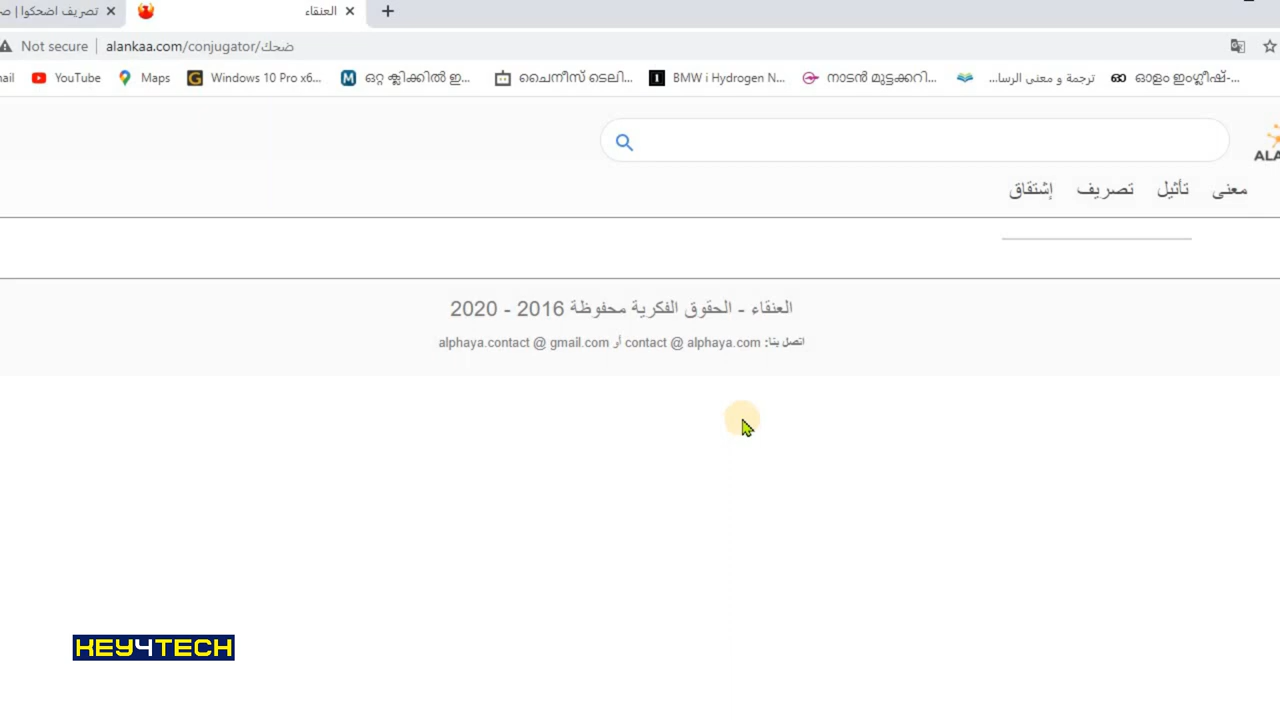 تصريف اضحكوا | ص
العنقاء
Not secure
alankaa.com/conjugator/ضحك
ail
YouTube
Maps
Windows 10 Pro x6...
ഒറ്റ ക്ലിക്കിൽ ഇ...
ചൈനീസ് ടെലി...
BMW i Hydrogen N...
നാടൻ മുട്ടക്കറി...
ترجمة و معنى الرسا...
ഓളം ഇംഗ്ലീഷ്-...
ALA
معنى تأثيل تصريف إشتقاق
العنقاء - الحقوق الفكرية محفوظة 2016 - 2020
اتصل بنا: contact @ alphaya.com أو alphaya.contact @ gmail.com
KEY4TECH